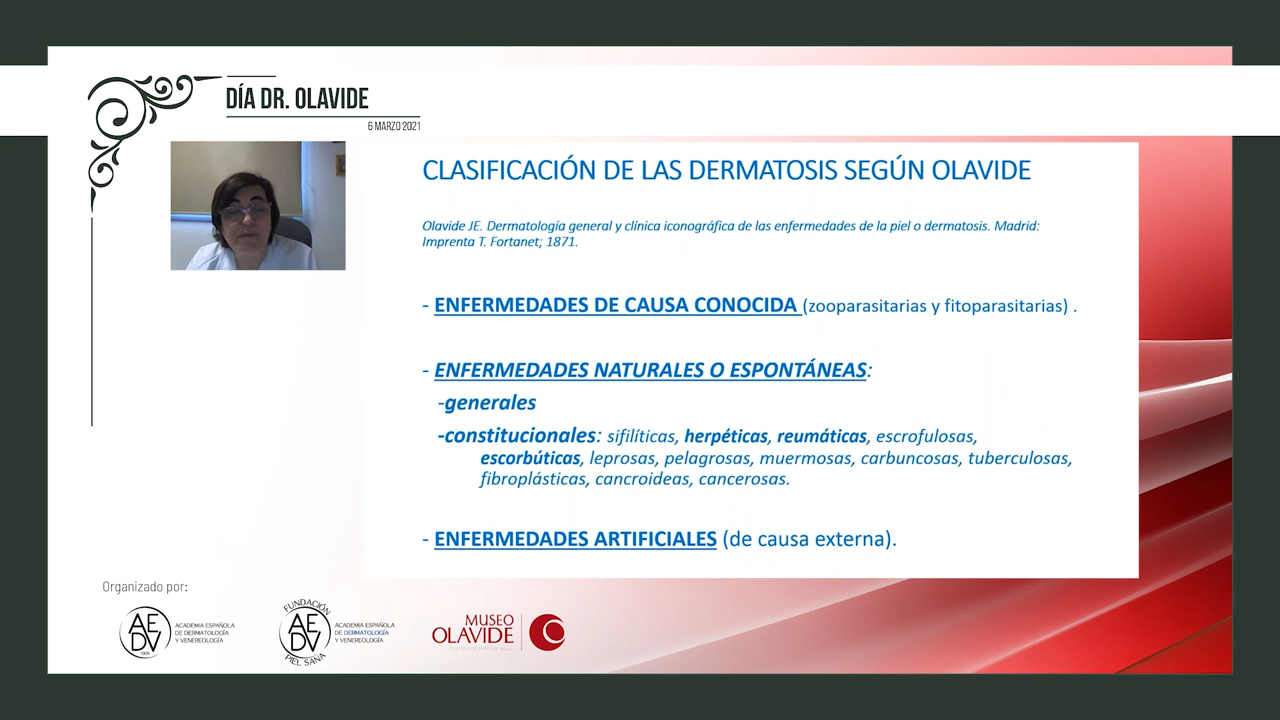 DÍA DR. OLAVIDE
6 MARZO 2021
CLASIFICACIÓN DE LAS DERMATOSIS SEGÚN OLAVIDE
Olavide JE. Dermatología general y clínica iconográfica de las enfermedades de la piel o dermatosis. Madrid:
Imprenta T. Fortanet; 1871.
- ENFERMEDADES DE CAUSA CONOCIDA (zooparasitarias y fitoparasitarias) .
- ENFERMEDADES NATURALES O ESPONTÁNEAS:
-generales
-constitucionales: sifilíticas, herpéticas, reumáticas, escrofulosas,
escorbúticas, leprosas, pelagrosas, muermosas, carbuncosas, tuberculosas,
fibroplásticas, cancroideas, cancerosas.
- ENFERMEDADES ARTIFICIALES (de causa externa).
Organizado por:
AEDV
1909
ACADEMIA ESPAÑOLA
DE DERMATOLOGÍA
Y VENEREOLOGÍA
FUNDACIÓN
AEDV
PIEL SANA
ACADEMIA ESPAÑOLA
DE DERMATOLOGÍA
Y VENEREOLOGÍA
MUSEO
OLAVIDE